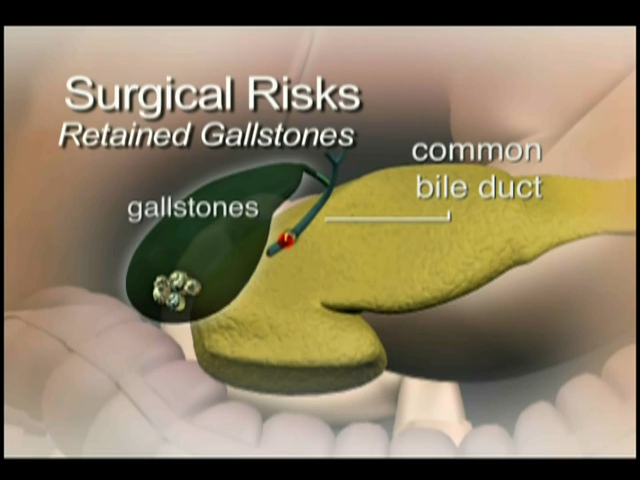 Surgical Risks
Retained Gallstones
common
bile duct
gallstones